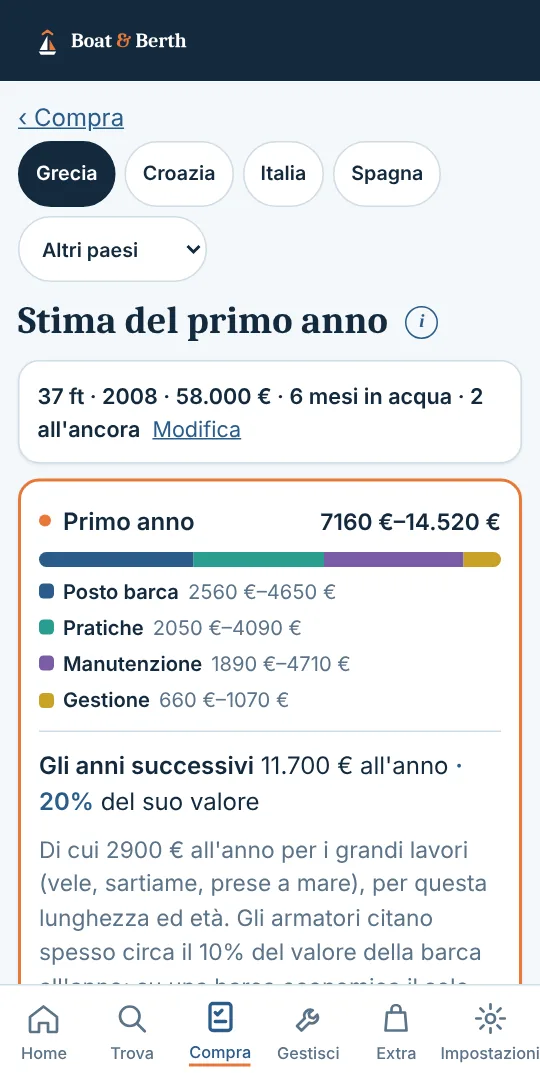 Boat & Berth
‹ Compra
Grecia
Croazia
Italia
Spagna
Altri paesi
Stima del primo anno i
37 ft · 2008 · 58.000 € · 6 mesi in acqua · 2
all'ancora Modifica
Primo anno 7160 €–14.520 €
Posto barca 2560 €–4650 €
Pratiche 2050 €–4090 €
Manutenzione 1890 €–4710 €
Gestione 660 €–1070 €
Gli anni successivi 11.700 € all'anno ·
20% del suo valore
Di cui 2900 € all'anno per i grandi lavori
(vele, sartiame, prese a mare), per questa
lunghezza ed età. Gli armatori citano
spesso circa il 10% del valore della barca
Home
Trova
Compra
Gestisci
Extra
Impostazioni